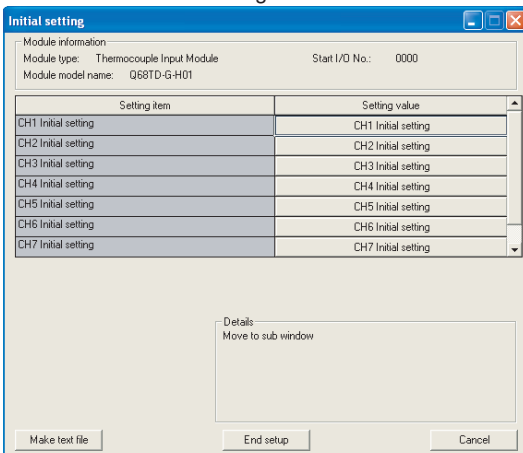 Initial setting
Module information
Module type: Thermocouple Input Module Start I/O No.: 0000
Module model name: Q68TD-G-H01
Setting item Setting value
CH1 Initial setting CH1 Initial setting
CH2 Initial setting CH2 Initial setting
CH3 Initial setting CH3 Initial setting
CH4 Initial setting CH4 Initial setting
CH5 Initial setting CH5 Initial setting
CH6 Initial setting CH6 Initial setting
CH7 Initial setting CH7 Initial setting
Details
Move to sub window
Make text file End setup Cancel